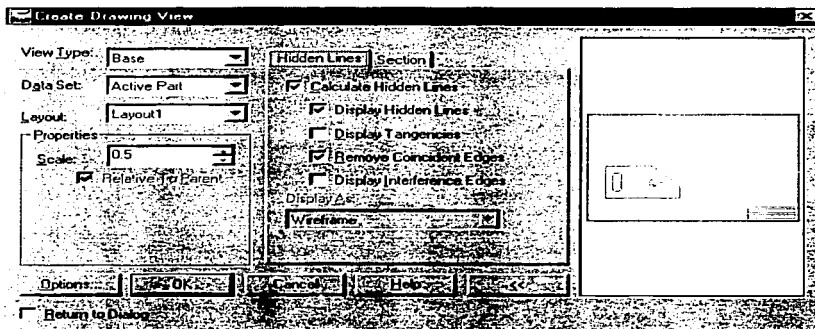 Create Drawing View
View Type: Base
Data Set: Active Part
Layout: Layout1
Properties
Scale: 0.5
Relative To Parent
Hidden Lines Section
Calculate Hidden Lines
Display Hidden Lines
Display Tangencies
Remove Coincident Edges
Display Interference Edges
Display As:
Wireframe
Options... OK Cancel Help <<
Return to Dialog